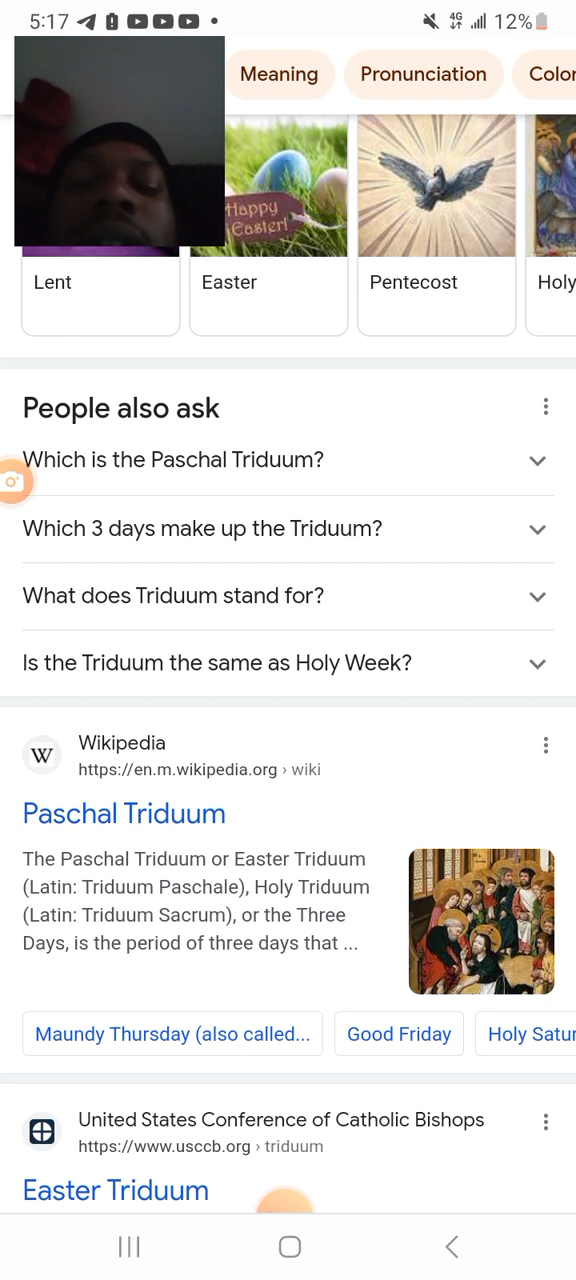 5:17
4G
12%
Meaning
Pronunciation
Happy
Easter!
Lent
Easter
Pentecost
People also ask
Which is the Paschal Triduum?
Which 3 days make up the Triduum?
What does Triduum stand for?
Is the Triduum the same as Holy Week?
W
Wikipedia
https://en.m.wikipedia.org › wiki
Paschal Triduum
The Paschal Triduum or Easter Triduum
(Latin: Triduum Paschale), Holy Triduum
(Latin: Triduum Sacrum), or the Three
Days, is the period of three days that ...
Maundy Thursday (also called...
Good Friday
Holy Satur
United States Conference of Catholic Bishops
https://www.usccb.org › triduum
Easter Triduum